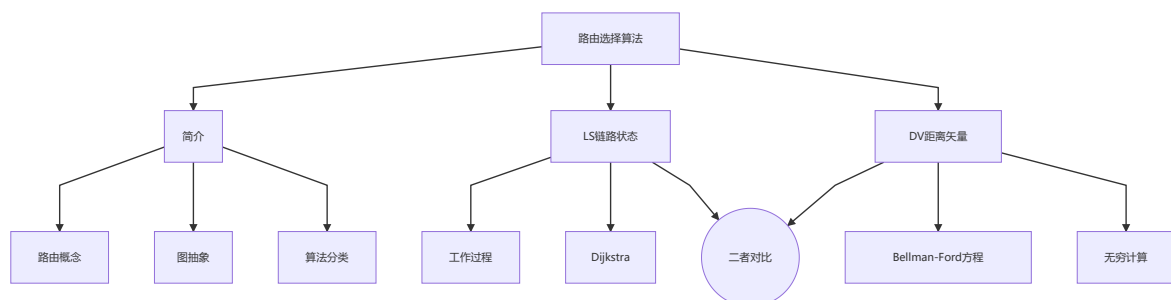 路由选择算法
简介
LS链路状态
DV距离矢量
路由概念
图抽象
算法分类
工作过程
Dijkstra
二者对比
Bellman-Ford方程
无穷计算